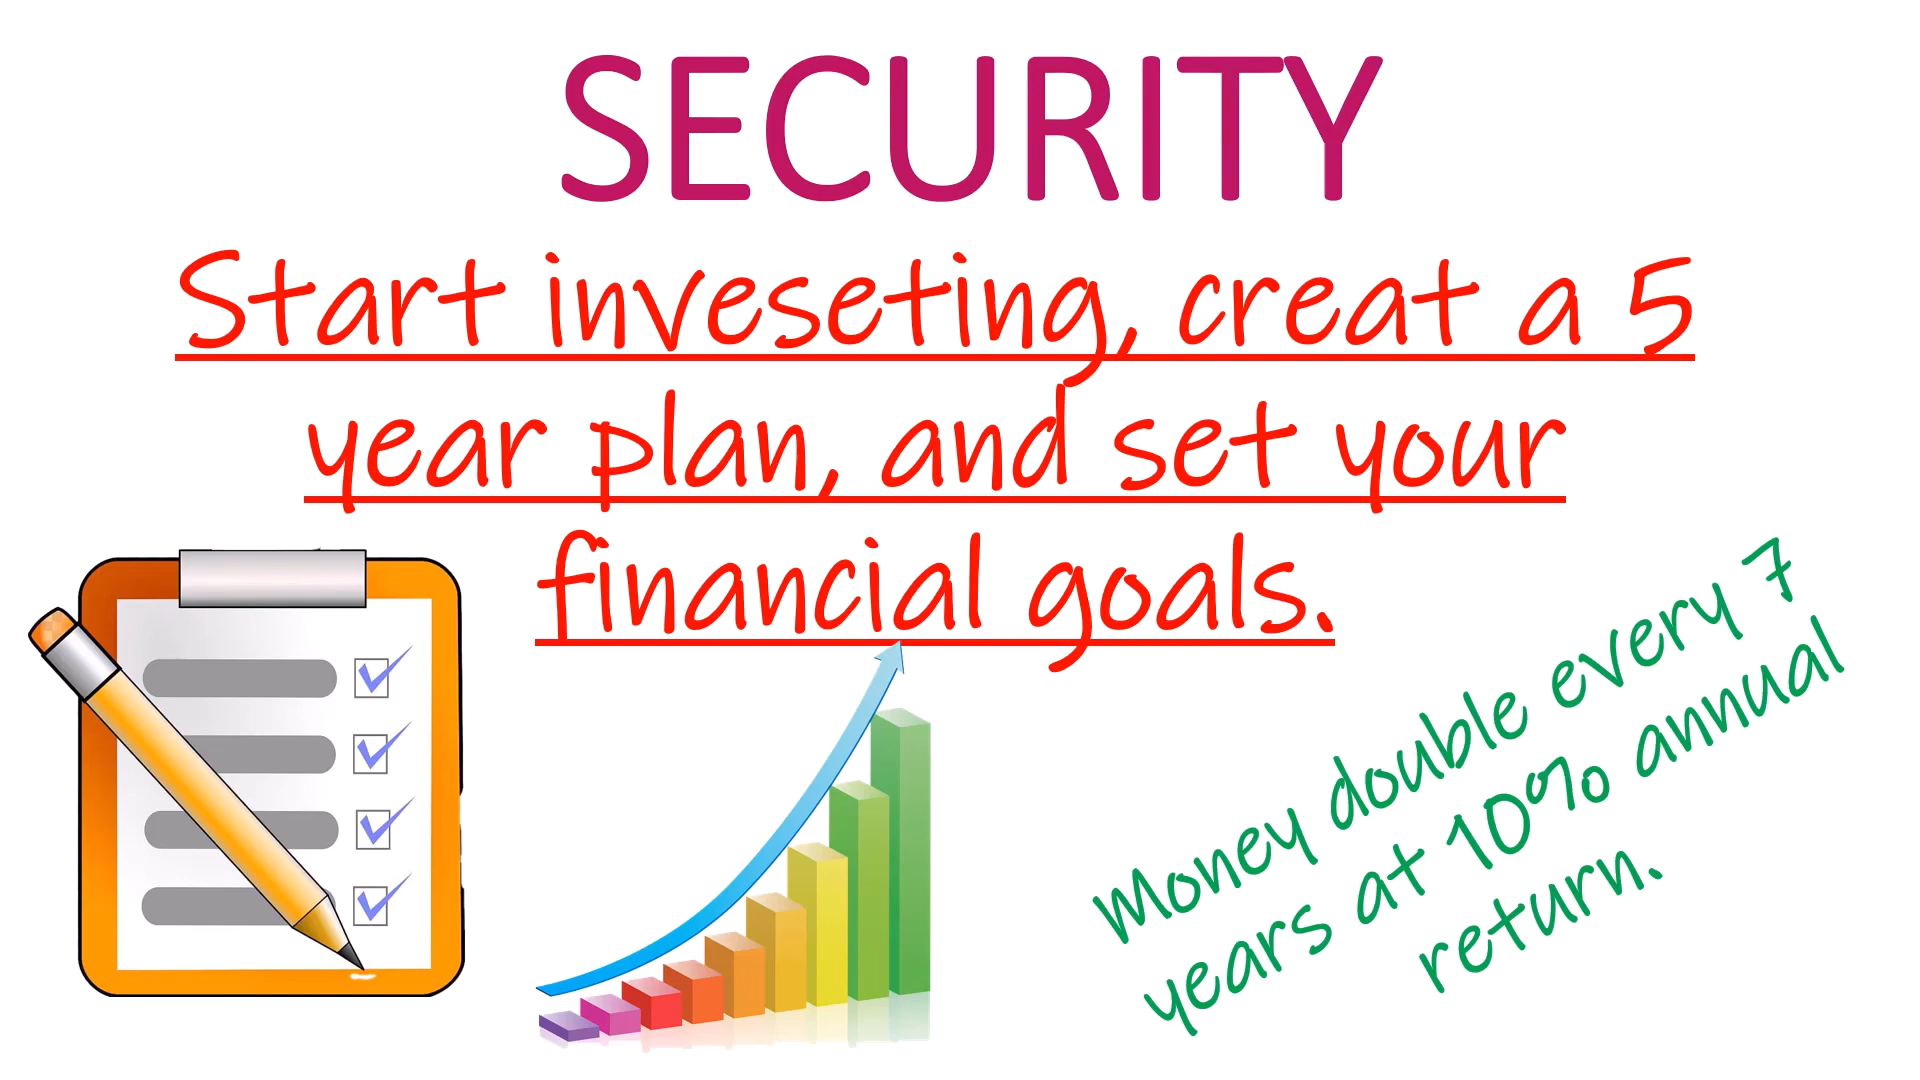 SECURITY
Start inveseting, creat a 5
year plan, and set your
financial goals.
Money double every 7
years at 10% annual
return.